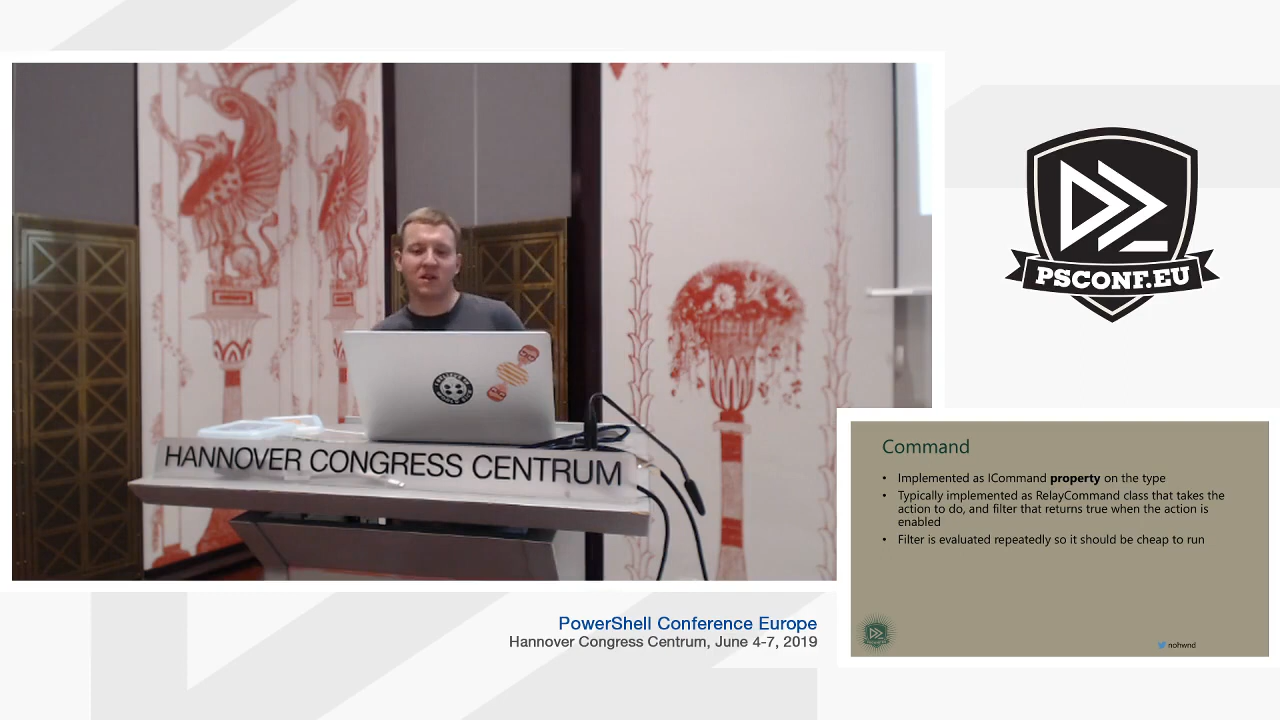 PSCONF.EU
HANNOVER CONGRESS CENTRUM
Command
• Implemented as ICommand property on the type
• Typically implemented as RelayCommand class that takes the
action to do, and filter that returns true when the action is
enabled
• Filter is evaluated repeatedly so it should be cheap to run
nohwnd
PowerShell Conference Europe
Hannover Congress Centrum, June 4-7, 2019